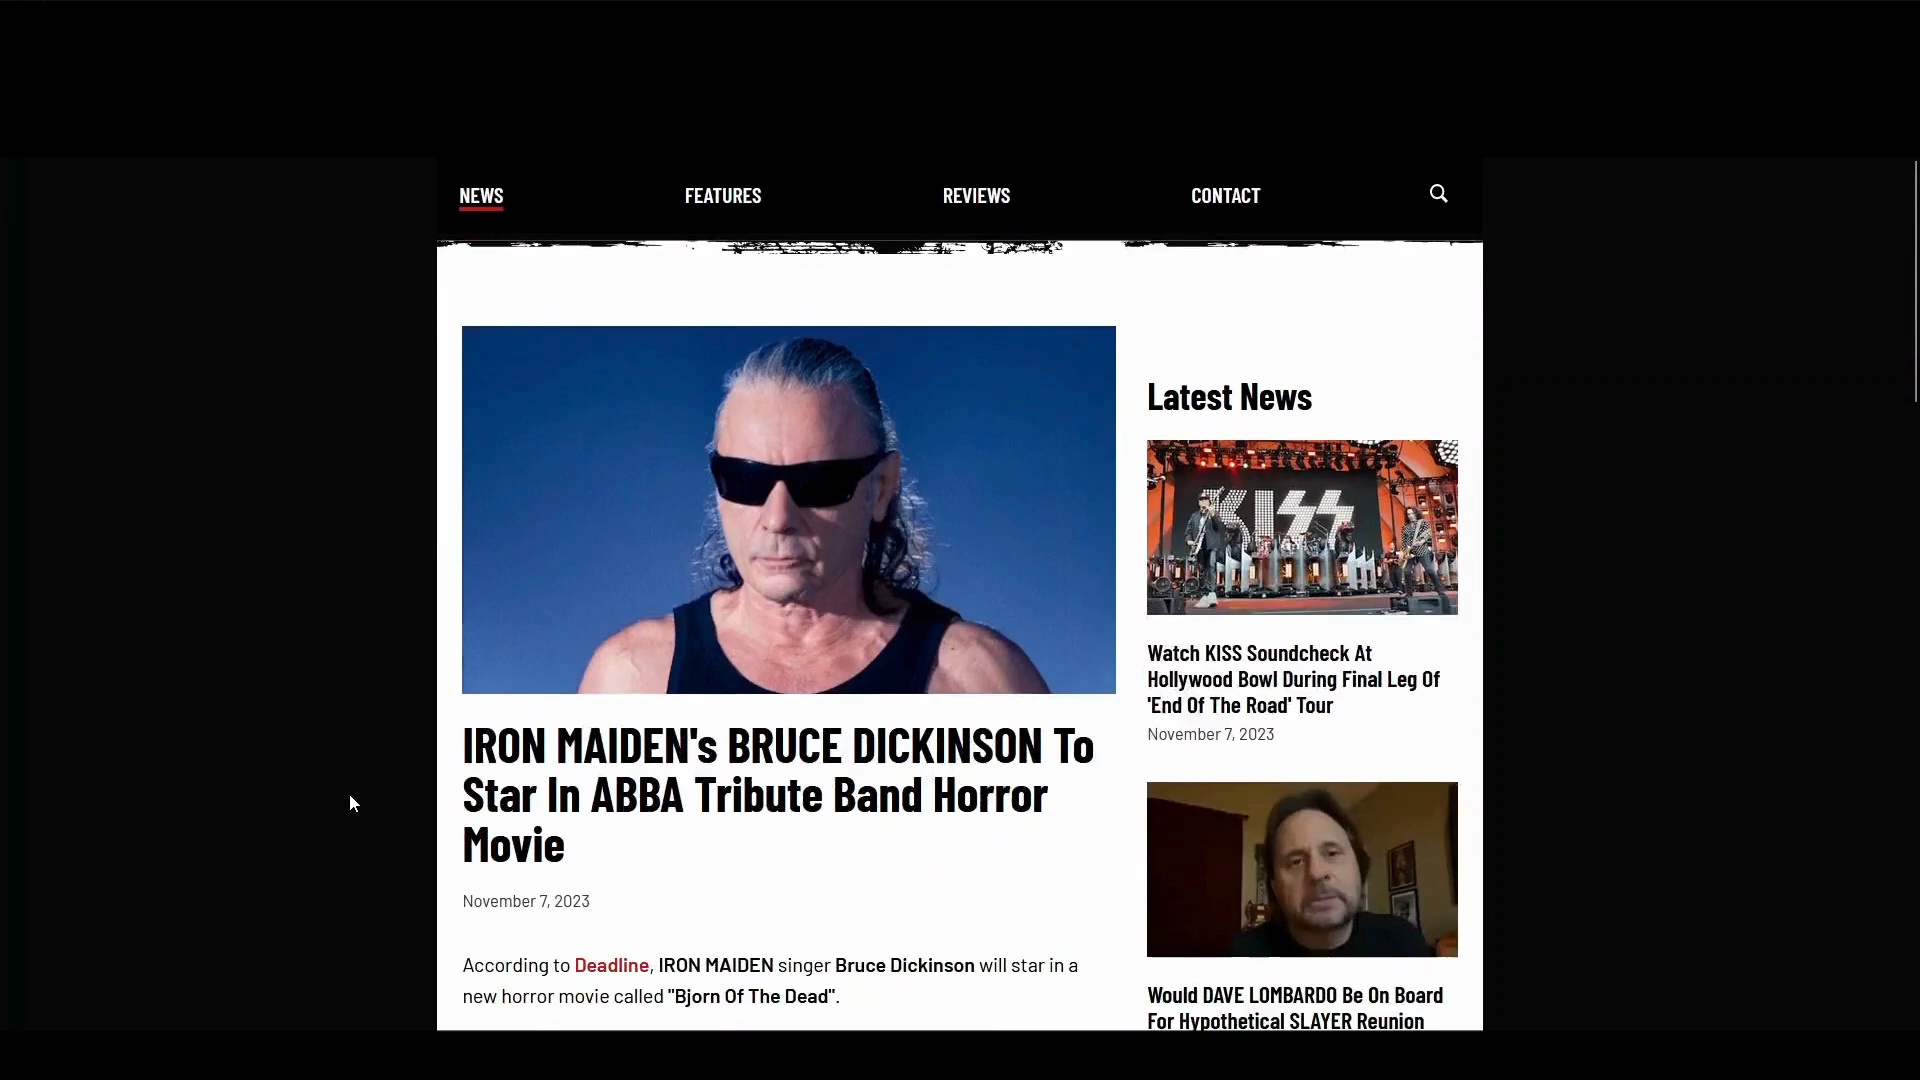 NEWS
FEATURES
REVIEWS
CONTACT
IRON MAIDEN's BRUCE DICKINSON To
Star In ABBA Tribute Band Horror
Movie
November 7, 2023
According to Deadline, IRON MAIDEN singer Bruce Dickinson will star in a
new horror movie called "Bjorn Of The Dead".
Latest News
KISS
Watch KISS Soundcheck At
Hollywood Bowl During Final Leg Of
'End Of The Road' Tour
November 7, 2023
Would DAVE LOMBARDO Be On Board
For Hypothetical SLAYER Reunion